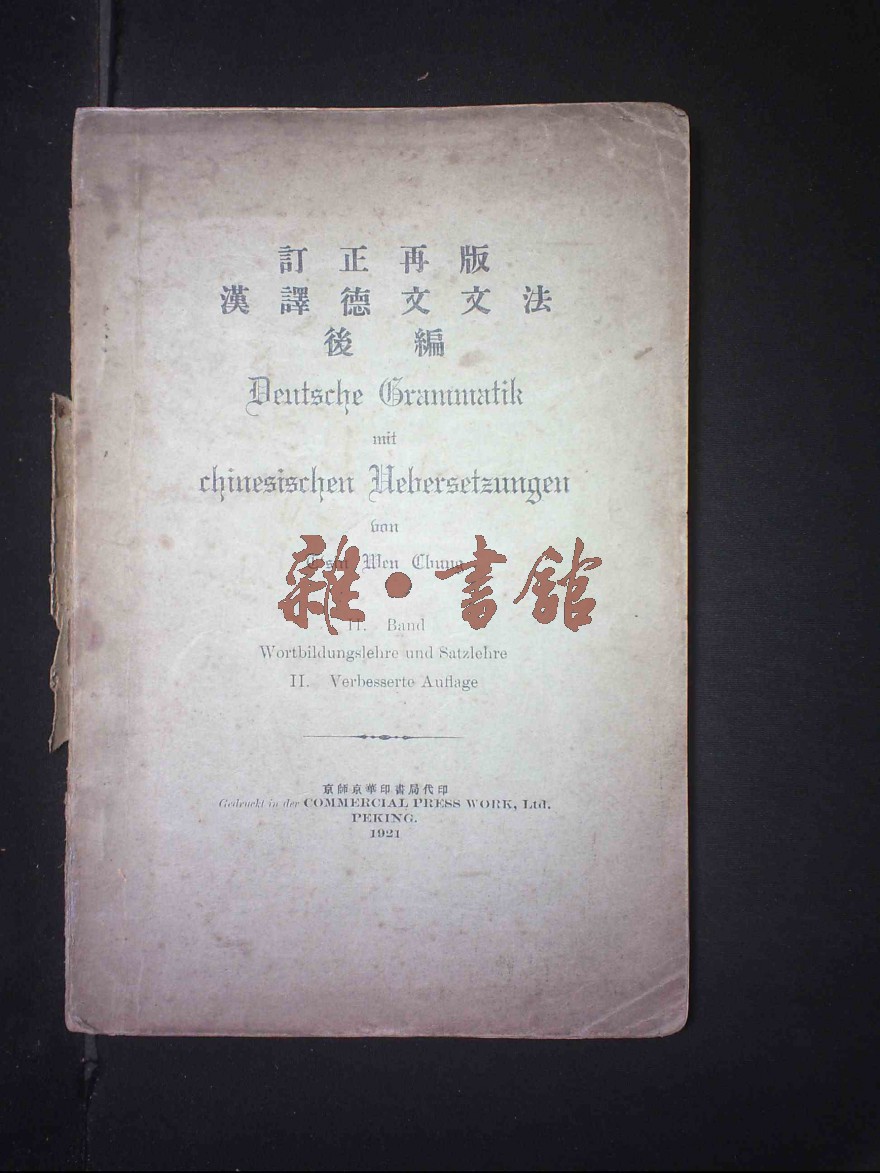 訂正再版
漢譯德文文法
後編
Deutsche Grammatik
mit
chinesischen Uebersetzungen
von
Wen Chung
雜·書館
II. Band
Wortbildungslehre und Satzlehre
II. Verbesserte Auflage
京師京華印書局代印
Gedruckt in der COMMERCIAL PRESS WORK, Ltd.
PEKING.
1921